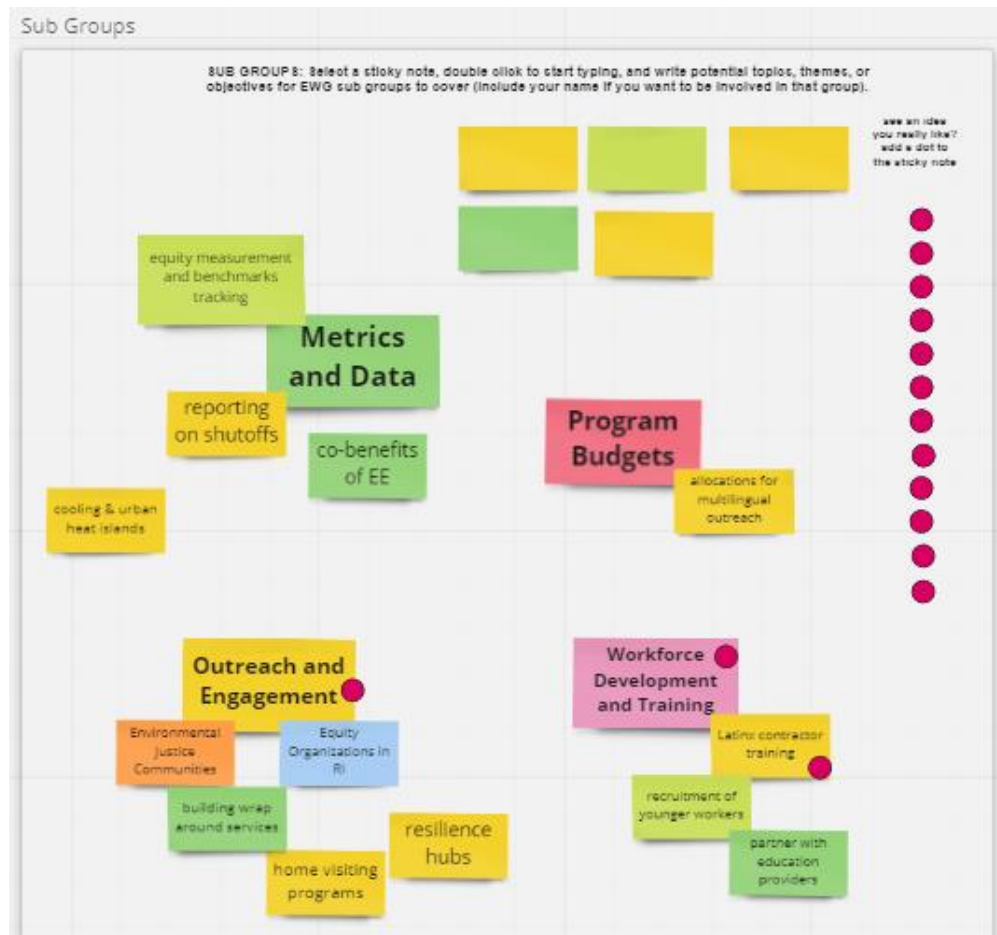 Sub Groups
SUB GROUPS: Select a sticky note, double click to start typing, and write potential topics, themes, or
objectives for EWG sub groups to cover (include your name if you want to be involved in that group).
see an idea
you really like?
add a dot to
the sticky note
equity measurement
and benchmarks
tracking
Metrics
and Data
reporting
on shutoffs
co-benefits
of EE
cooling & urban
heat islands
Program
Budgets
allocations for
multilingual
outreach
Outreach and
Engagement
Environmental
Justice
Communities
Equity
Organizations in
RI
building wrap
around services
home visiting
programs
resilience
hubs
Workforce
Development
and Training
Latinx contractor
training
recruitment of
younger workers
partner with
education
providers